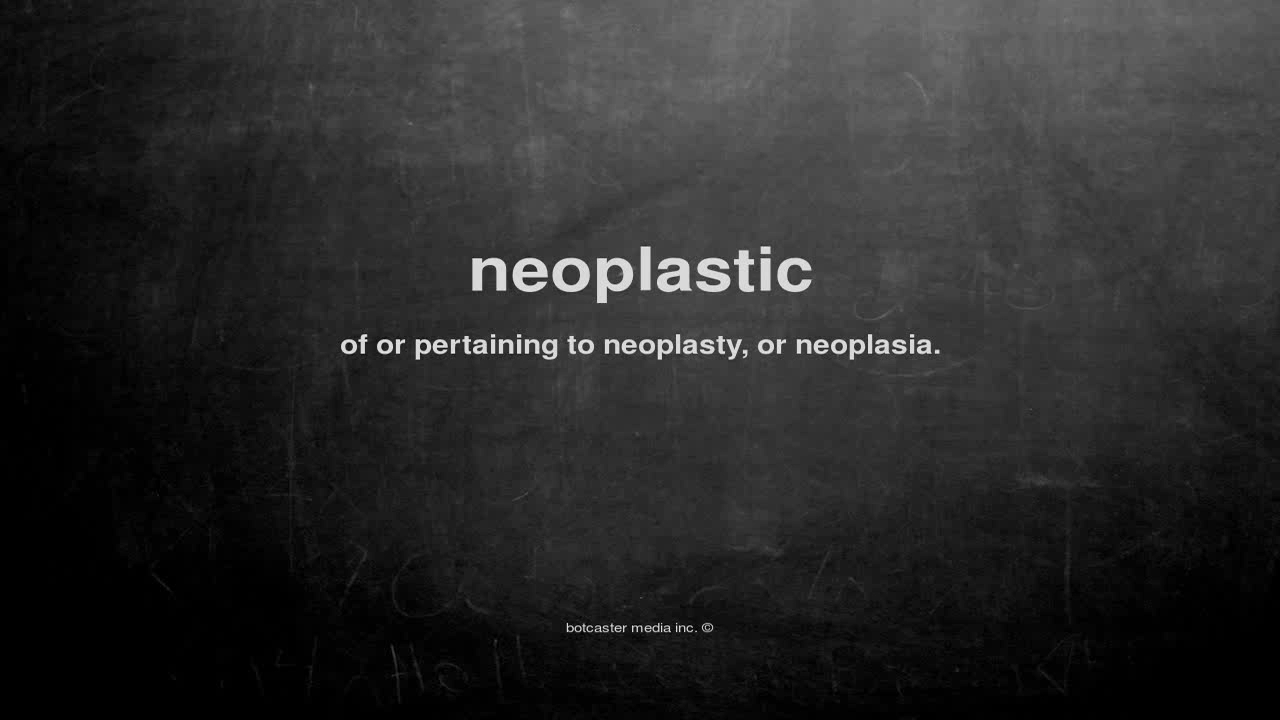 neoplastic
of or pertaining to neoplasty, or neoplasia.
botcaster media inc. ©